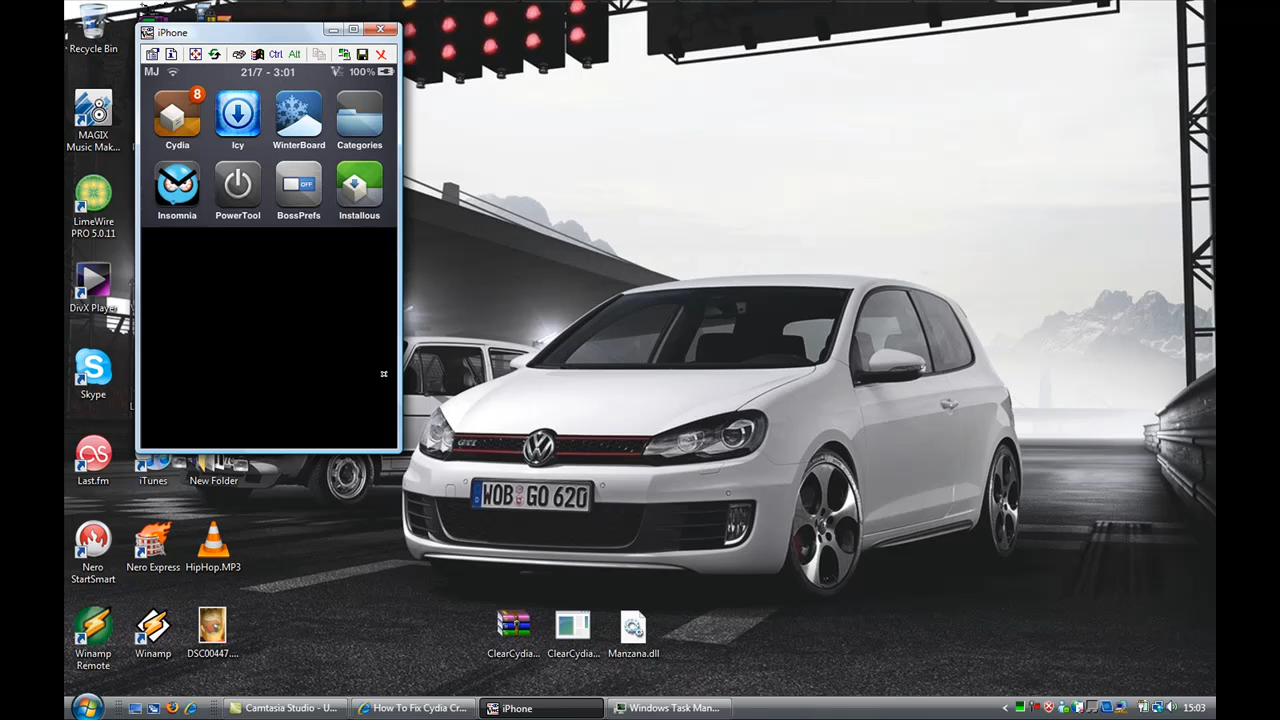 Recycle Bin
MAGIX
Music Mak...
LimeWire
PRO 5.0.11
DivX Player
Skype
Last.fm
iTunes
New Folder
Nero
StartSmart
Nero Express
HipHop.MP3
Winamp
Remote
Winamp
DSC00447....
iPhone
Ctrl Alt
MJ
21/7 - 3:01
100%
8
Cydia
Icy
WinterBoard
Categories
OFF
Insomnia
PowerTool
BossPrefs
Installous
GTI
WOB GO 620
ClearCydia...
ClearCydia...
Manzana.dll
Camtasia Studio - U...
How To Fix Cydia Cr...
iPhone
Windows Task Man...
15:03